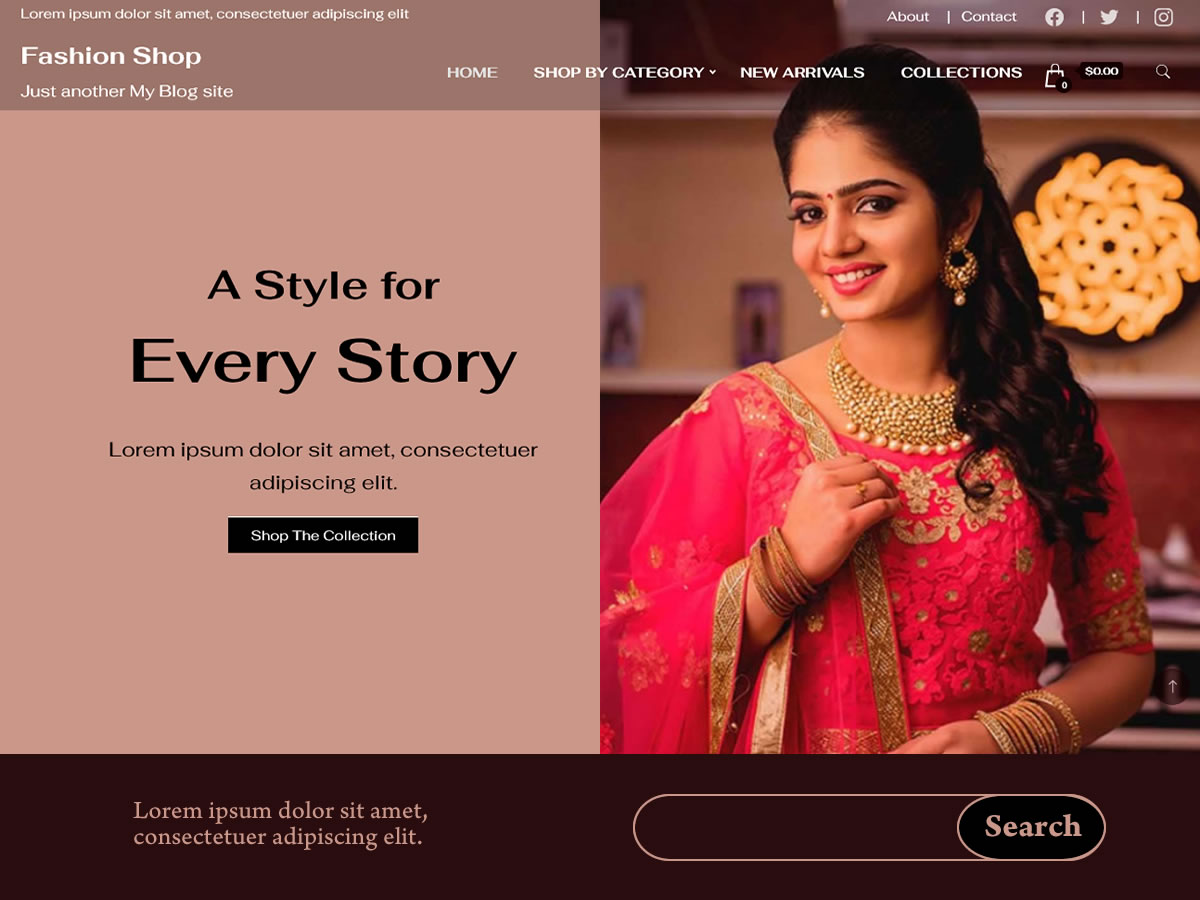 Lorem ipsum dolor sit amet, consectetuer adipiscing elit
About | Contact | |
Fashion Shop
Just another My Blog site
HOME SHOP BY CATEGORY NEW ARRIVALS COLLECTIONS 0 $0.00
A Style for
Every Story
Lorem ipsum dolor sit amet, consectetuer
adipiscing elit.
Shop The Collection
Lorem ipsum dolor sit amet,
consectetuer adipiscing elit.
Search